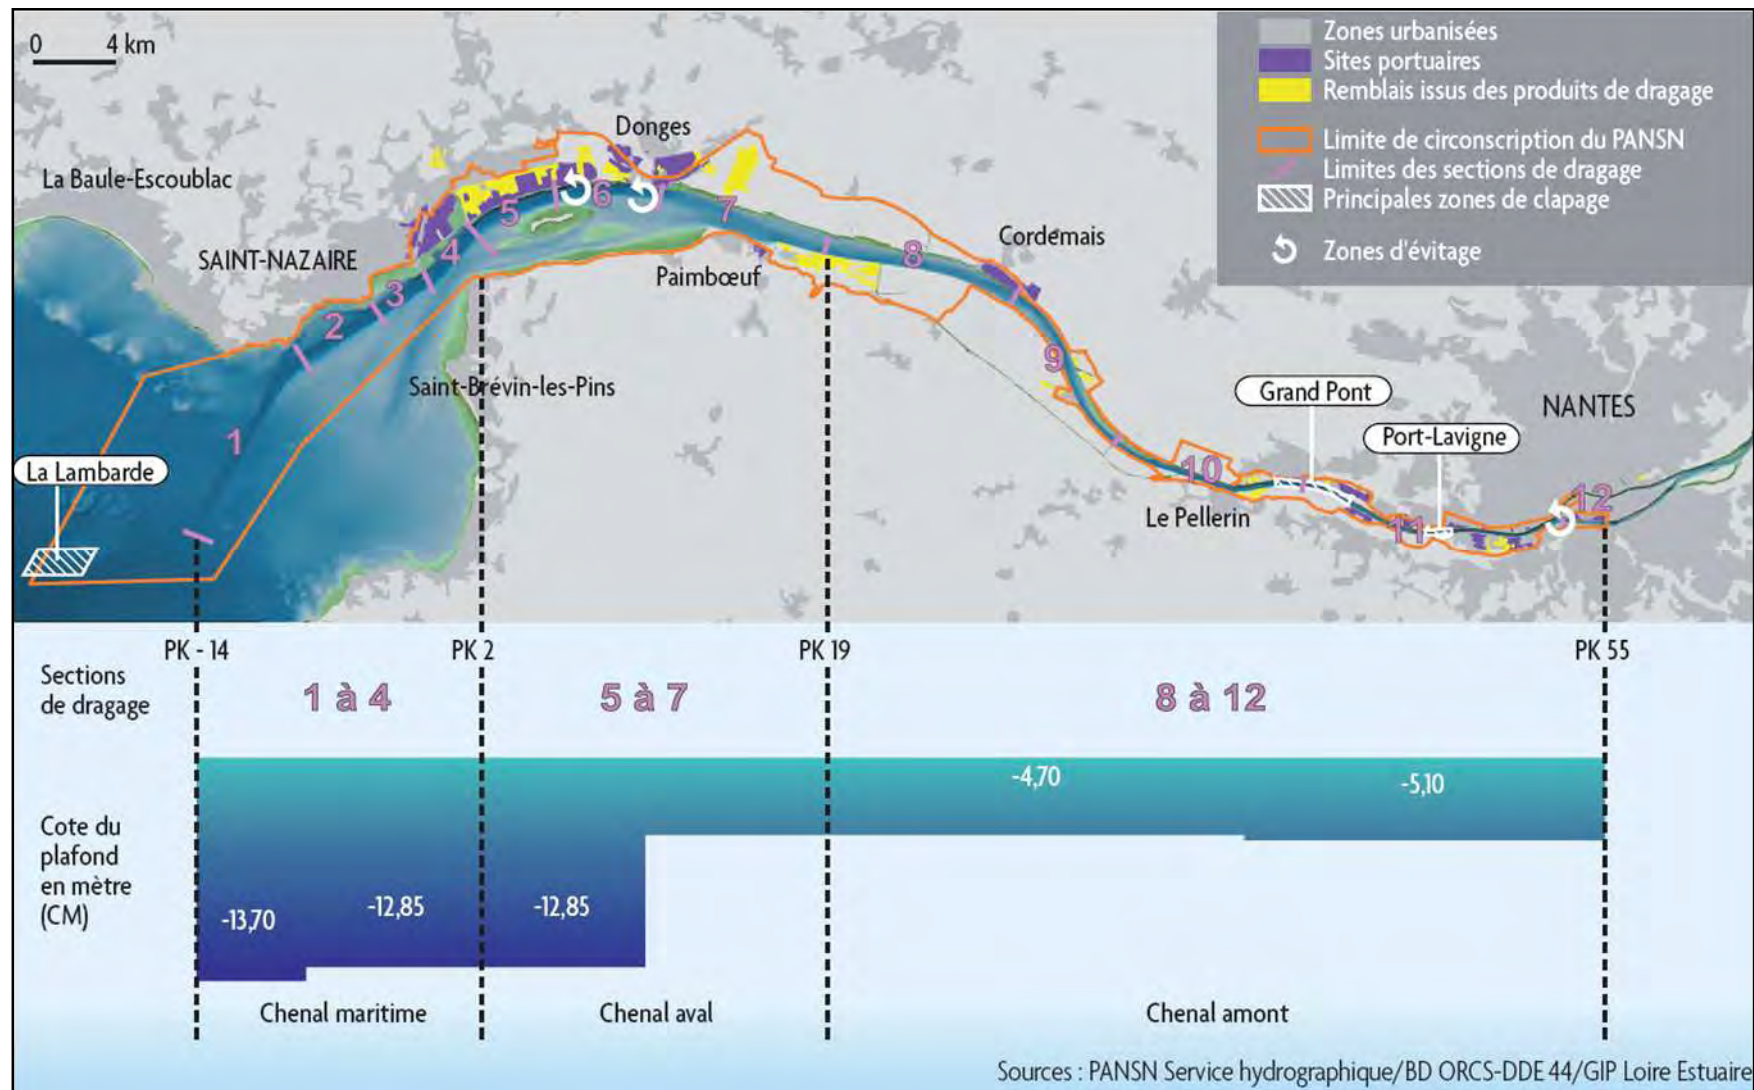 0 4 km
Zones urbanisées
Sites portuaires
Remblais issus des produits de dragage
Limite de circonscription du PANSN
Limites des sections de dragage
Principales zones de clapage
Zones d'évitage
Donges
La Baule-Escoublac
SAINT-NAZAIRE
Paimbœuf
Cordemais
Saint-Brévin-les-Pins
Grand Pont
NANTES
Port-Lavigne
La Lambarde
Le Pellerin
1
2
3
4
5
6
7
8
9
10
11
12
PK - 14
PK 2
PK 19
PK 55
Sections
de dragage
1 à 4
5 à 7
8 à 12
Cote du
plafond
en mètre
(CM)
-13,70
-12,85
-12,85
-4,70
-5,10
Chenal maritime
Chenal aval
Chenal amont
Sources : PANSN Service hydrographique/BD ORCS-DDE 44/GIP Loire Estuaire